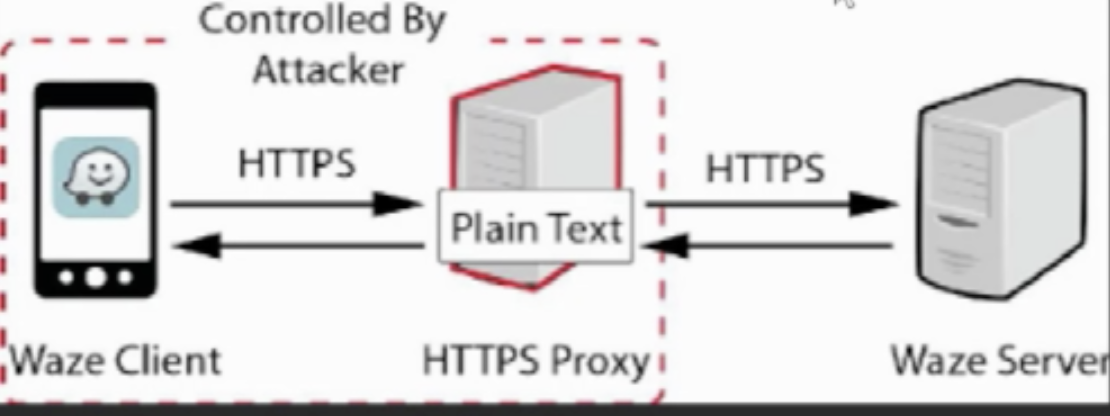 Controlled By
Attacker
HTTPS
HTTPS
Plain Text
Waze Client
HTTPS Proxy
Waze Server